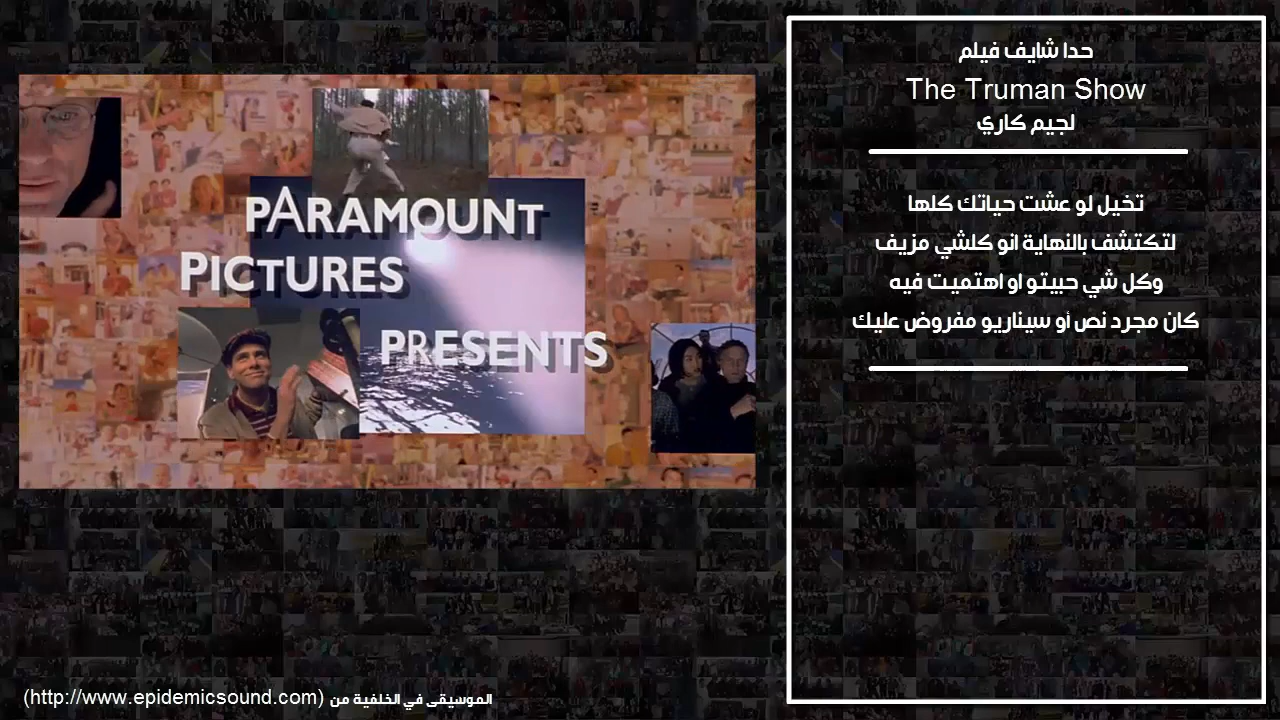 PARAMOUNT
PICTURES
PRESENTS
حدا شايف فيلم
The Truman Show
لجيم كاري
تخيل لو عشت حياتك كلها
لتكتشف بالنهاية انو كلشي مزيف
وكل شي حبيتو او اهتميت فيه
كان مجرد نص أو سيناريو مفروض عليك
الموسيقى في الخلفية من (http://www.epidemicsound.com)